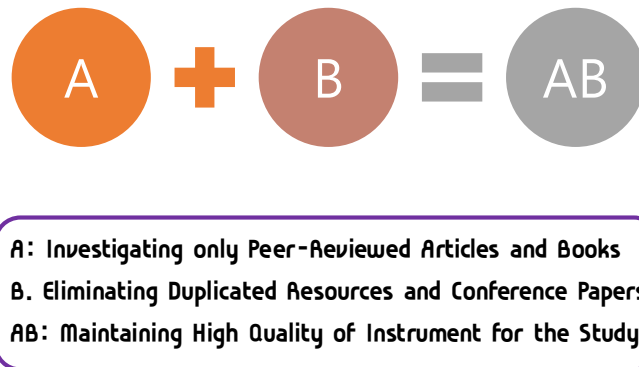 A + B = AB
A: Investigating only Peer-Reviewed Articles and Books
B. Eliminating Duplicated Resources and Conference Papers
AB: Maintaining High Quality of Instrument for the Study